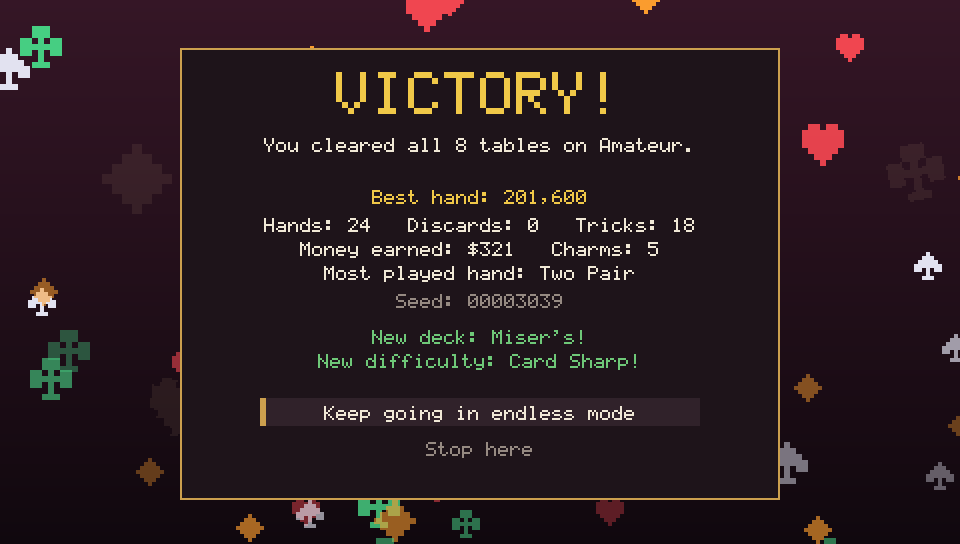 VICTORY!
You cleared all 8 tables on Amateur.
Best hand: 201,600
Hands: 24   Discards: 0   Tricks: 18
Money earned: $321   Charms: 5
Most played hand: Two Pair
Seed: 00003039
New deck: Miser's!
New difficulty: Card Sharp!
Keep going in endless mode
Stop here